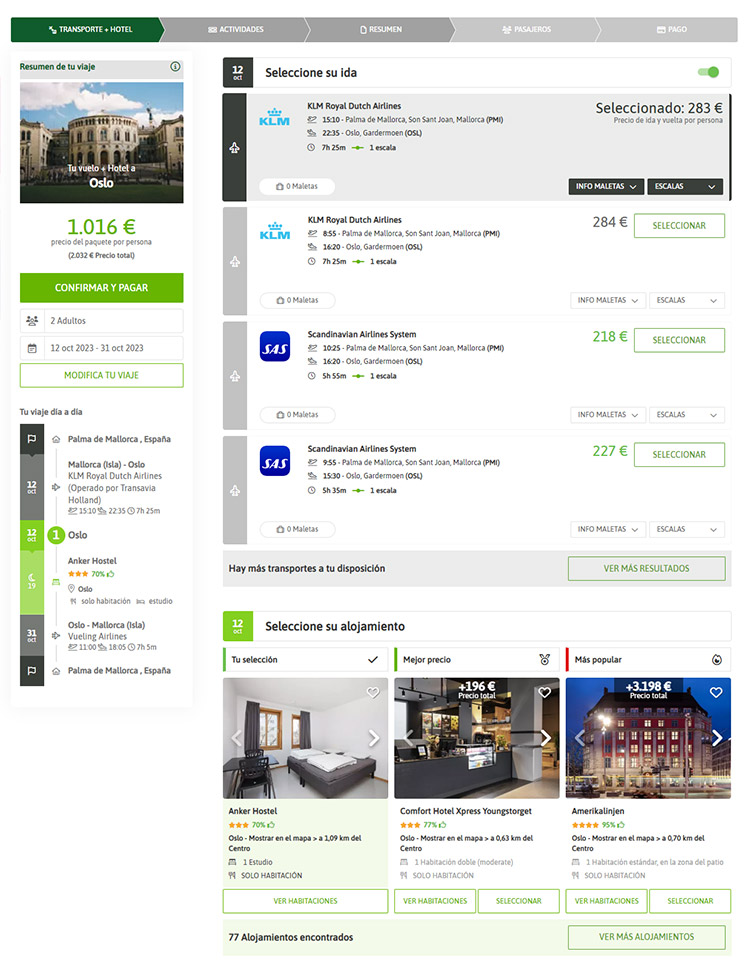 TRANSPORTE + HOTEL
ACTIVIDADES
RESUMEN
PASAJEROS
PAGO
Resumen de tu viaje
Tu vuelo + Hotel a
Oslo
1.016 €
precio del paquete por persona
(2.032 € Precio total)
CONFIRMAR Y PAGAR
2 Adultos
12 oct 2023 - 31 oct 2023
MODIFICA TU VIAJE
Tu viaje día a día
Palma de Mallorca , España
12
oct
Mallorca (Isla) - Oslo
KLM Royal Dutch Airlines
(Operado por Transavia
Holland)
15:10 22:35 7h 25m
12
oct
1 Oslo
19
Anker Hostel
70%
Oslo
solo habitación estudio
31
oct
Oslo - Mallorca (Isla)
Vueling Airlines
11:00 18:05 7h 5m
Palma de Mallorca , España
12
oct
Seleccione su ida
KLM
KLM Royal Dutch Airlines
15:10 - Palma de Mallorca, Son Sant Joan, Mallorca (PMI)
22:35 - Oslo, Gardermoen (OSL)
7h 25m 1 escala
Seleccionado: 283 €
Precio de ida y vuelta por persona
0 Maletas
INFO MALETAS
ESCALAS
KLM
KLM Royal Dutch Airlines
8:55 - Palma de Mallorca, Son Sant Joan, Mallorca (PMI)
16:20 - Oslo, Gardermoen (OSL)
7h 25m 1 escala
284 €
SELECCIONAR
0 Maletas
INFO MALETAS
ESCALAS
SAS
Scandinavian Airlines System
10:25 - Palma de Mallorca, Son Sant Joan, Mallorca (PMI)
16:20 - Oslo, Gardermoen (OSL)
5h 55m 1 escala
218 €
SELECCIONAR
0 Maletas
INFO MALETAS
ESCALAS
SAS
Scandinavian Airlines System
9:55 - Palma de Mallorca, Son Sant Joan, Mallorca (PMI)
15:30 - Oslo, Gardermoen (OSL)
5h 35m 1 escala
227 €
SELECCIONAR
0 Maletas
INFO MALETAS
ESCALAS
Hay más transportes a tu disposición
VER MÁS RESULTADOS
12
oct
Seleccione su alojamiento
Tu selección
Anker Hostel
70%
Oslo - Mostrar en el mapa > a 1,09 km del
Centro
1 Estudio
SOLO HABITACIÓN
VER HABITACIONES
Mejor precio
+196 €
Precio total
Comfort Hotel Xpress Youngstorget
77%
Oslo - Mostrar en el mapa > a 0,63 km del
Centro
1 Habitación doble (moderate)
SOLO HABITACIÓN
VER HABITACIONES
SELECCIONAR
Más popular
+3.198 €
Precio total
Amerikalinjen
95%
Oslo - Mostrar en el mapa > a 0,70 km del
Centro
1 Habitación estándar, en la zona del patio
SOLO HABITACIÓN
VER HABITACIONES
SELECCIONAR
77 Alojamientos encontrados
VER MÁS ALOJAMIENTOS